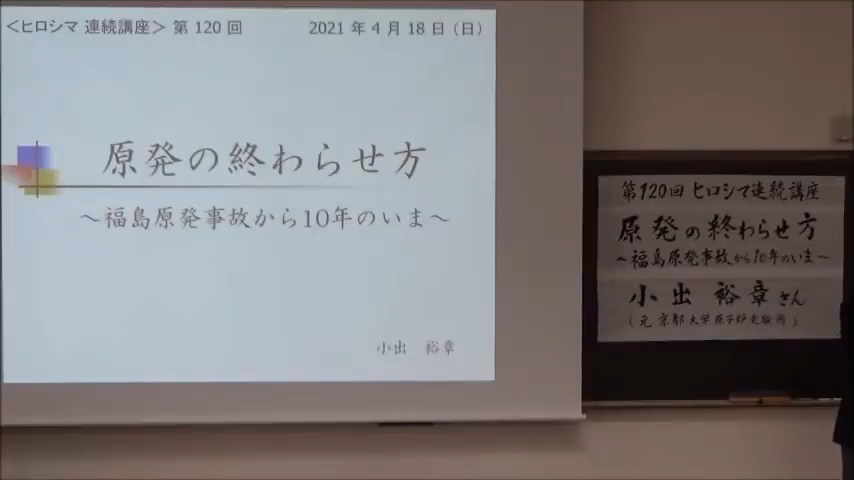 ＜ヒロシマ 連続講座＞ 第 120 回
2021 年 4 月 18 日（日）
原発の終わらせ方
～福島原発事故から10年のいま～
小出　裕章
第120回 ヒロシマ連続講座
原発の終わらせ方
～福島原発事故から10年のいま～
小出 裕章さん
（元 京都大学原子炉実験所）